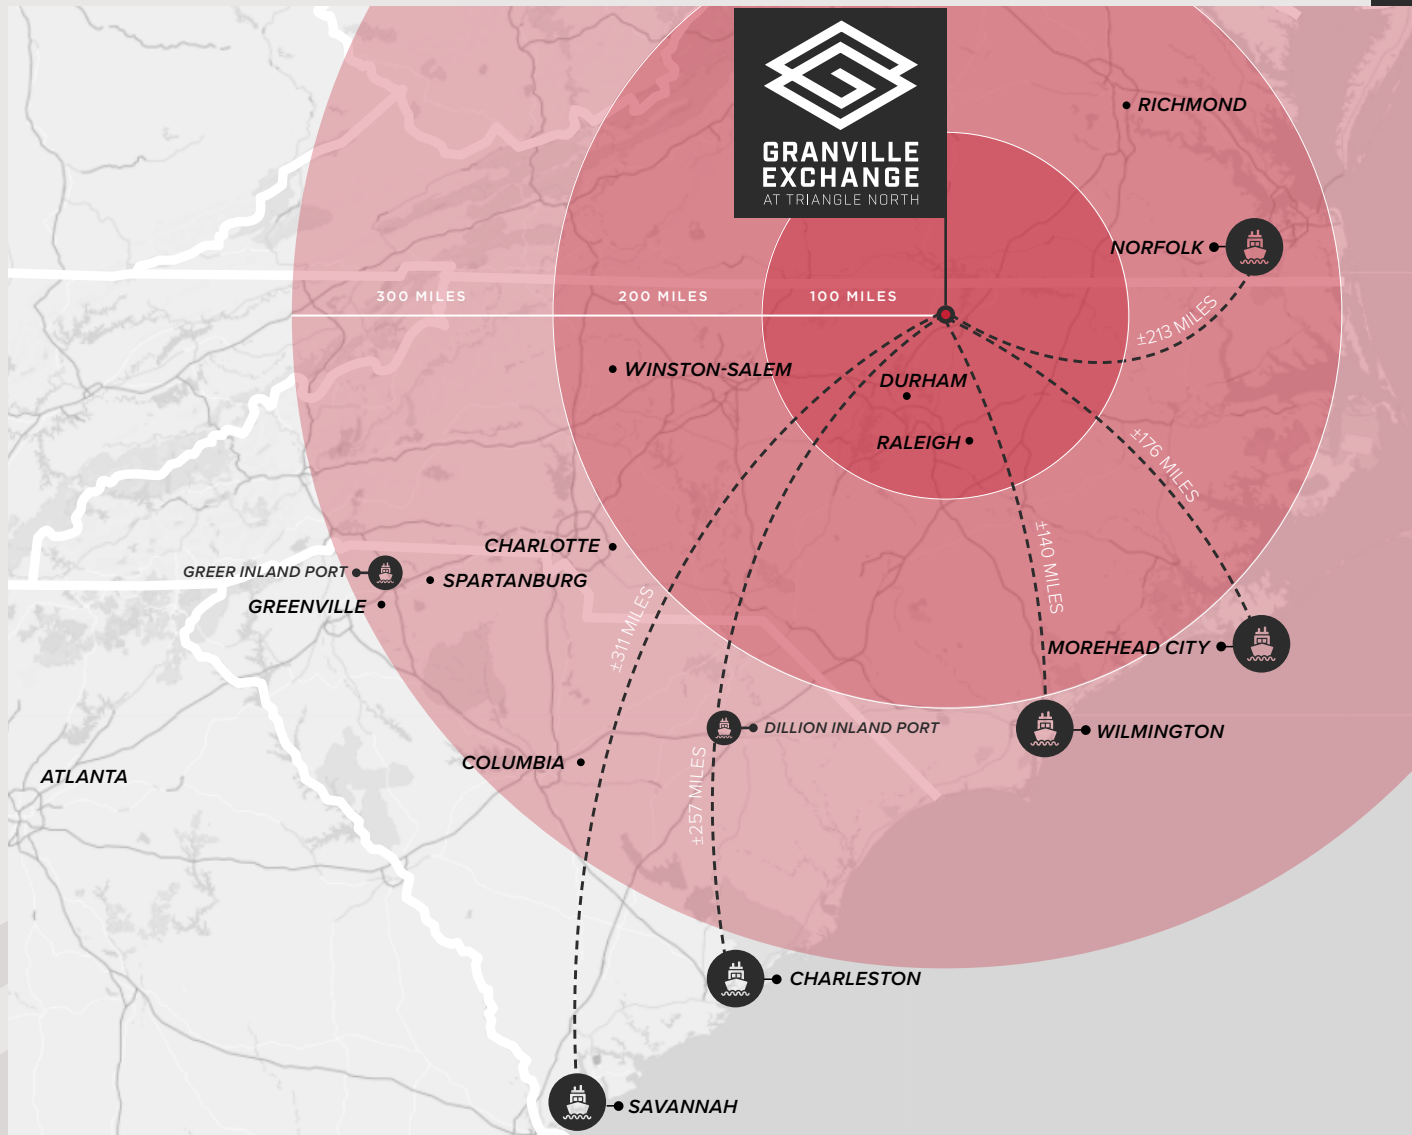 GRANVILLE
EXCHANGE
AT TRIANGLE NORTH
RICHMOND
NORFOLK
300 MILES
200 MILES
100 MILES
±213 MILES
WINSTON-SALEM
DURHAM
RALEIGH
±176 MILES
±140 MILES
CHARLOTTE
GREER INLAND PORT
SPARTANBURG
GREENVILLE
±311 MILES
MOREHEAD CITY
DILLION INLAND PORT
WILMINGTON
COLUMBIA
ATLANTA
±257 MILES
CHARLESTON
SAVANNAH